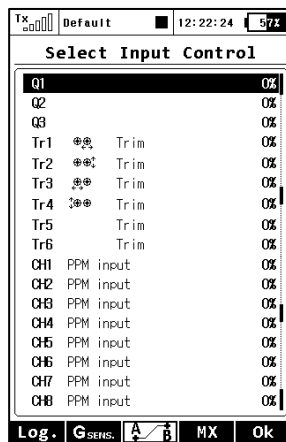 Tx Default 12:22:24 57%
Select Input Control
Q1 0%
Q2 0%
Q3 0%
Tr1 Trim 0%
Tr2 Trim 0%
Tr3 Trim 0%
Tr4 Trim 0%
Tr5 Trim 0%
Tr6 Trim 0%
CH1 PPM input 0%
CH2 PPM input 0%
CH3 PPM input 0%
CH4 PPM input 0%
CH5 PPM input 0%
CH6 PPM input 0%
CH7 PPM input 0%
CH8 PPM input 0%
Log. GSENS. A B MX Ok